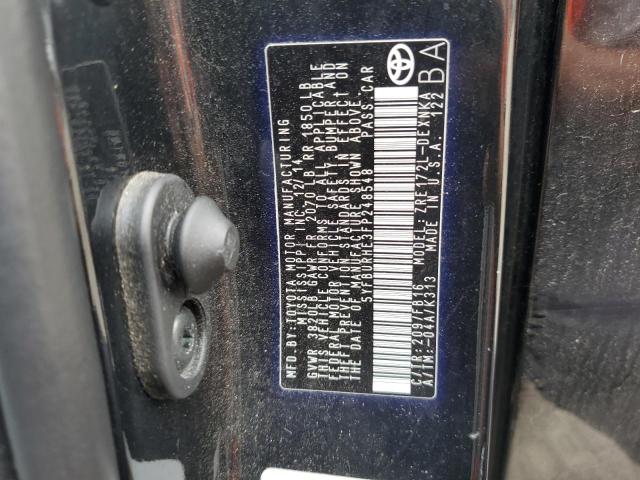 MFD. BY: TOYOTA MOTOR MANUFACTURING
MISSISSIPPI INC. 12/14
GVWR 3820LB GAWR FR 2070 LB RR 1850 LB
THIS VEHICLE CONFORMS TO ALL APPLICABLE
FEDERAL MOTOR VEHICLE SAFETY, BUMPER, AND
THEFT PREVENTION STANDARDS IN EFFECT ON
THE DATE OF MANUFACTURE SHOWN ABOVE.
5YFBURHE3FP248548 PASS. CAR
C/TR: 209/FB16 MODEL: ZRE172L-DEXNKA
A/TM: -04A/K313 MADE IN U.S.A. 122
BA